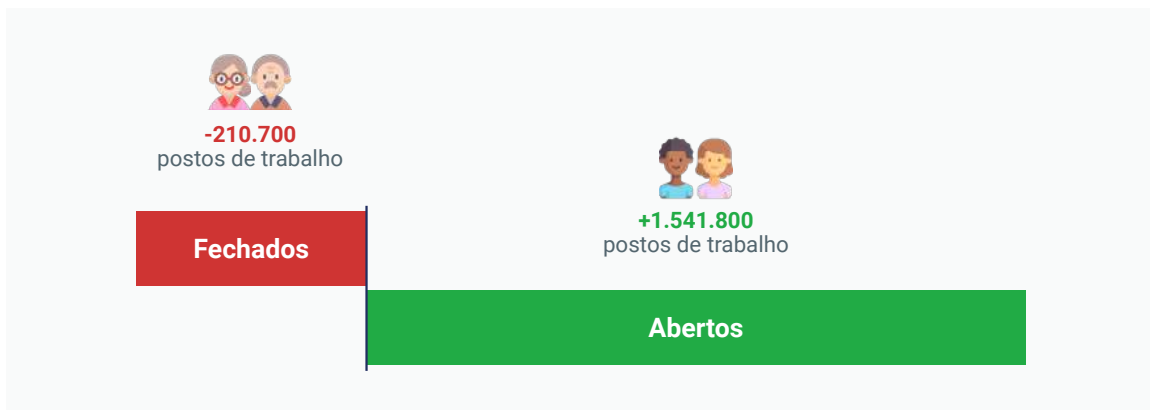 -210.700
postos de trabalho
+1.541.800
postos de trabalho
Fechados
Abertos